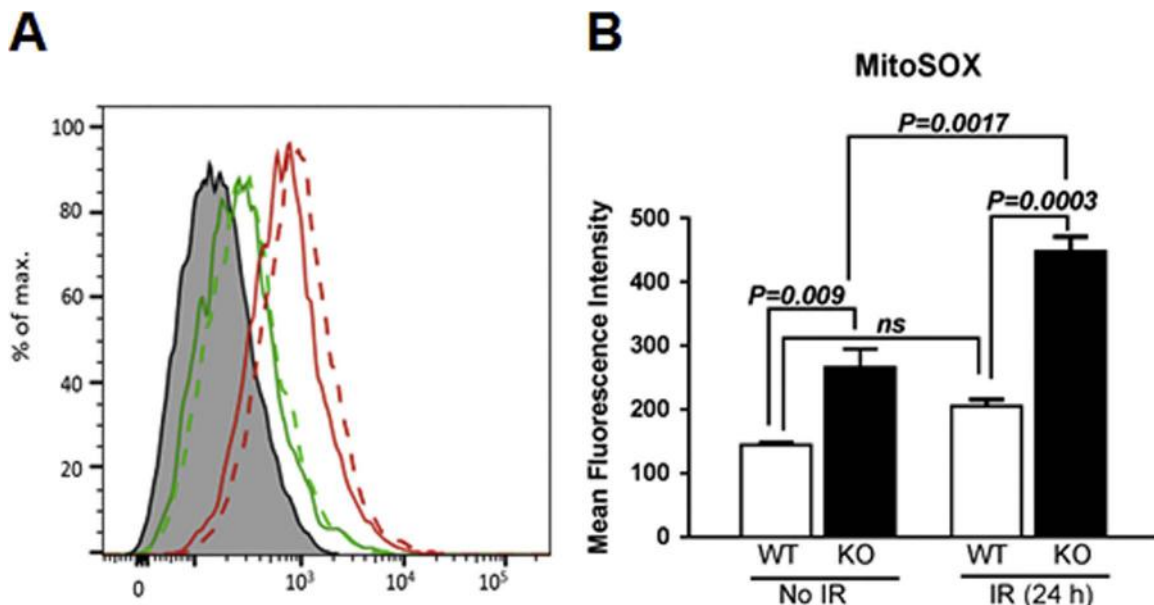 A
100
80
60
40
20
% of max.
0
10³
10⁴
10⁵
B
MitoSOX
P=0.0017
P=0.0003
P=0.009
ns
Mean Fluorescence Intensity
500
400
300
200
100
0
WT KO WT KO
No IR IR (24 h)